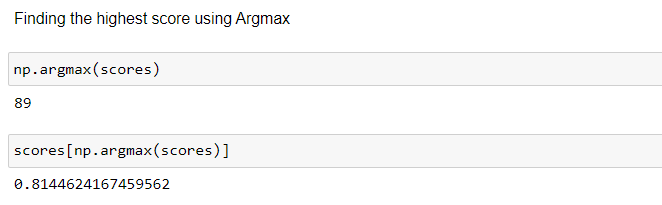 Finding the highest score using Argmax
np.argmax(scores)
89
scores[np.argmax(scores)]
0.8144624167459562